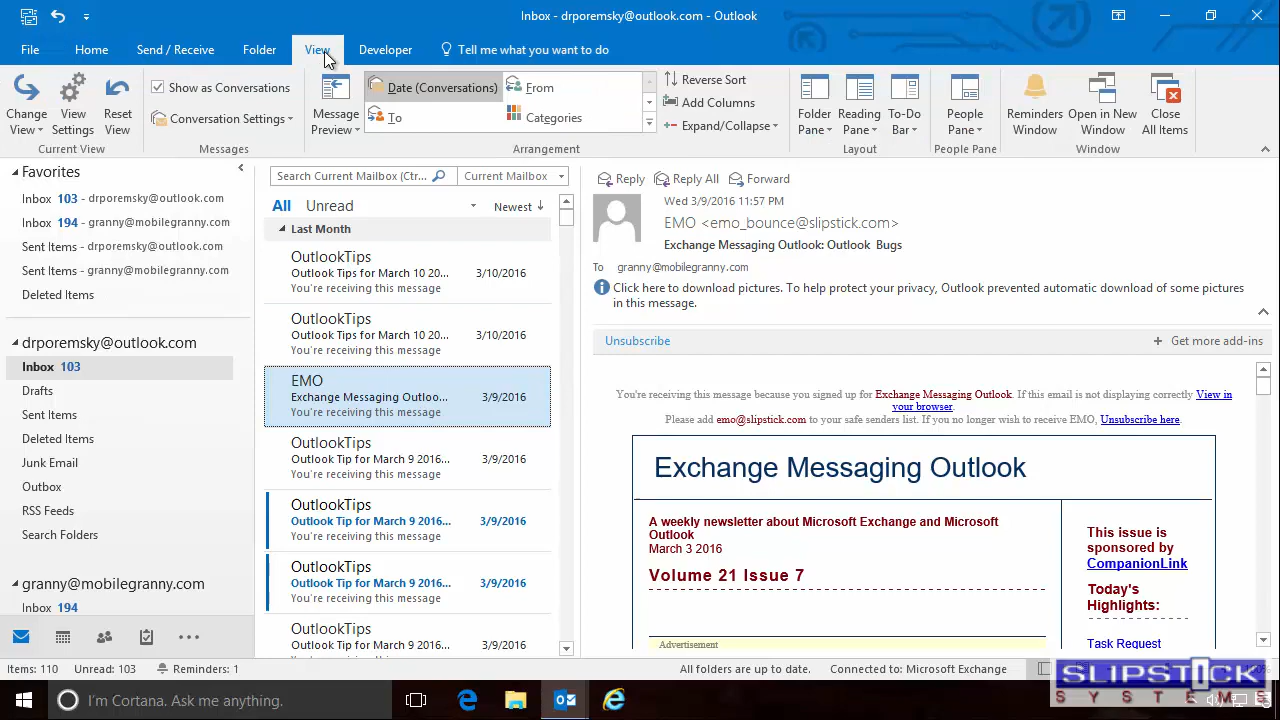 Inbox - drporemsky@outlook.com - Outlook
File Home Send / Receive Folder View Developer Tell me what you want to do
Change View
View Settings
Reset View
Current View
Show as Conversations
Conversation Settings
Messages
Message Preview
Date (Conversations)
From
To
Categories
Reverse Sort
Add Columns
Expand/Collapse
Arrangement
Folder Pane
Reading Pane
To-Do Bar
Layout
People Pane
People Pane
Reminders Window
Open in New Window
Close All Items
Window
Favorites
Inbox 103 - drporemsky@outlook.com
Inbox 194 - granny@mobilegranny.com
Sent Items - drporemsky@outlook.com
Sent Items - granny@mobilegranny.com
Deleted Items
drporemsky@outlook.com
Inbox 103
Drafts
Sent Items
Deleted Items
Junk Email
Outbox
RSS Feeds
Search Folders
granny@mobilegranny.com
Inbox 194
Search Current Mailbox (Ctr... Current Mailbox
All Unread Newest
Last Month
OutlookTips
Outlook Tips for March 10 20... 3/10/2016
You're receiving this message
OutlookTips
Outlook Tips for March 10 20... 3/10/2016
You're receiving this message
EMO
Exchange Messaging Outloo... 3/9/2016
You're receiving this message
OutlookTips
Outlook Tip for March 9 2016... 3/9/2016
You're receiving this message
OutlookTips
Outlook Tip for March 9 2016... 3/9/2016
You're receiving this message
OutlookTips
Outlook Tip for March 9 2016... 3/9/2016
You're receiving this message
OutlookTips
Outlook Tip for March 9 2016... 3/9/2016
Reply Reply All Forward
Wed 3/9/2016 11:57 PM
EMO <emo_bounce@slipstick.com>
Exchange Messaging Outlook: Outlook Bugs
To granny@mobilegranny.com
Click here to download pictures. To help protect your privacy, Outlook prevented automatic download of some pictures
in this message.
Unsubscribe + Get more add-ins
You're receiving this message because you signed up for Exchange Messaging Outlook. If this email is not displaying correctly View in
your browser.
Please add emo@slipstick.com to your safe senders list. If you no longer wish to receive EMO, Unsubscribe here.
Exchange Messaging Outlook
A weekly newsletter about Microsoft Exchange and Microsoft
Outlook
March 3 2016
Volume 21 Issue 7
Advertisement
This issue is
sponsored by
CompanionLink
Today's
Highlights:
Task Request
Items: 110 Unread: 103 Reminders: 1 All folders are up to date. Connected to: Microsoft Exchange
I'm Cortana. Ask me anything.
SLIPSTICK
SYSTEMS